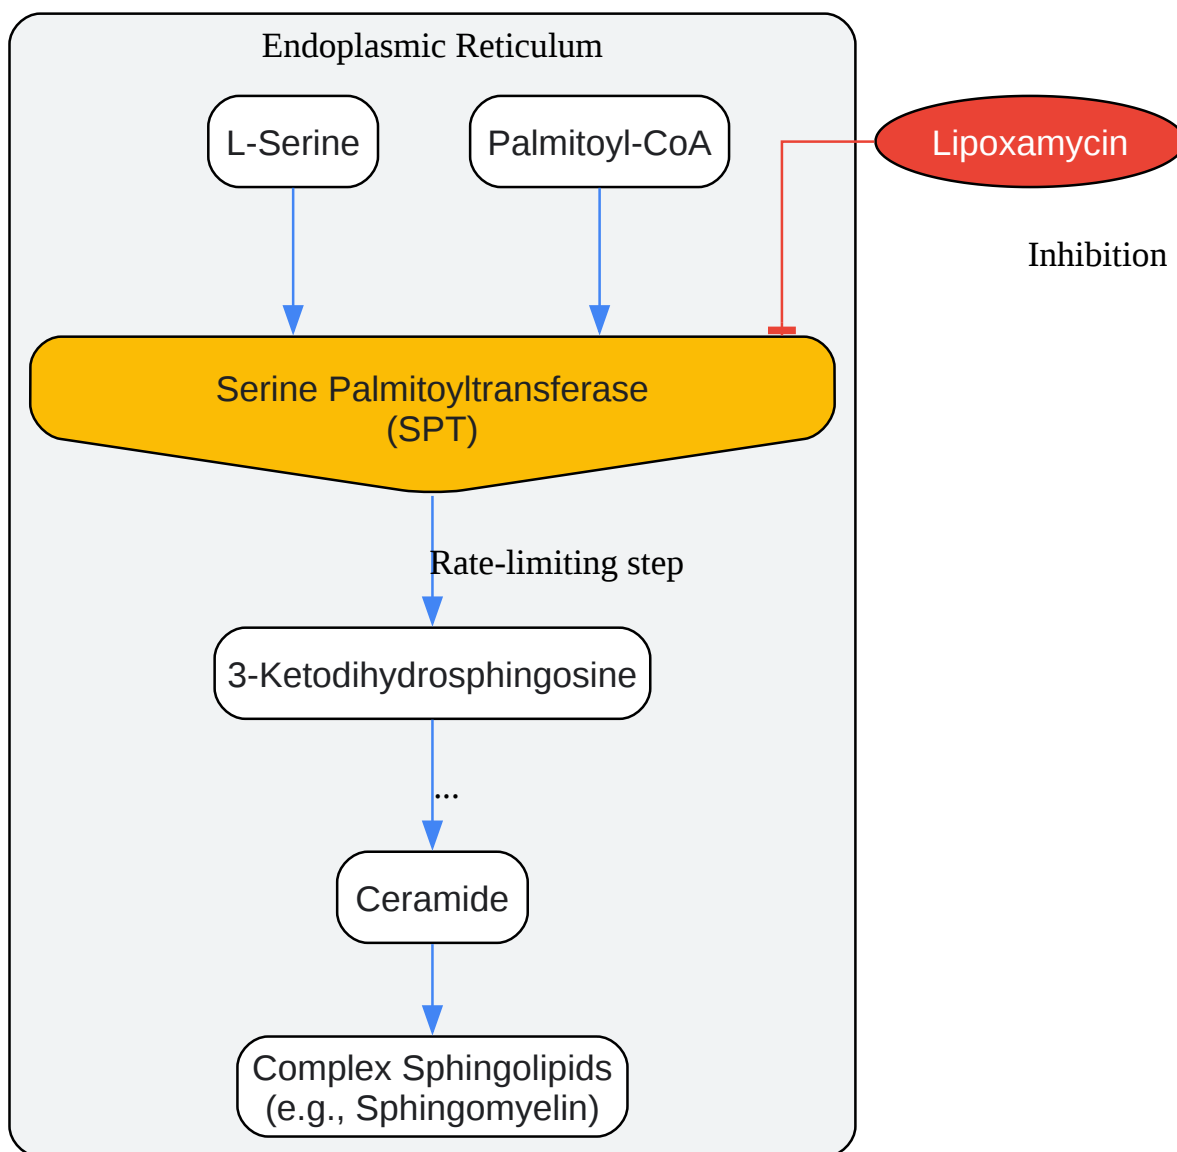 Endoplasmic Reticulum
L-Serine
Palmitoyl-CoA
Lipoxamycin
Inhibition
Serine Palmitoyltransferase
(SPT)
Rate-limiting step
3-Ketodihydrosphingosine
...
Ceramide
Complex Sphingolipids
(e.g., Sphingomyelin)